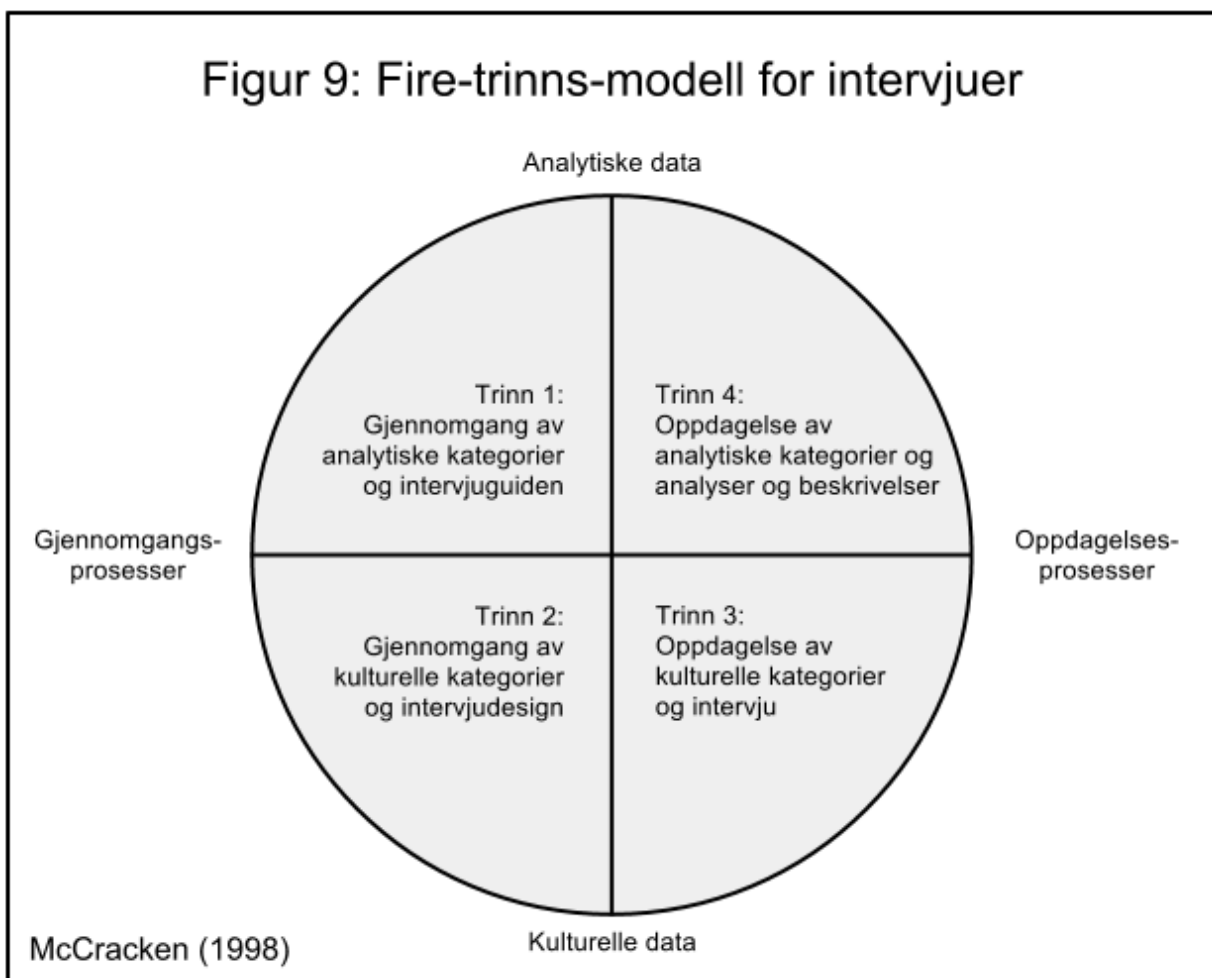 Figur 9: Fire-trinns-modell for intervjuer
Analytiske data
Trinn 1:
Gjennomgang av
analytiske kategorier
og intervjuguiden
Trinn 4:
Oppdagelse av
analytiske kategorier og
analyser og beskrivelser
Gjennomgangs-
prosesser
Oppdagelses-
prosesser
Trinn 2:
Gjennomgang av
kulturelle kategorier
og intervjudesign
Trinn 3:
Oppdagelse av
kulturelle kategorier
og intervju
Kulturelle data
McCracken (1998)